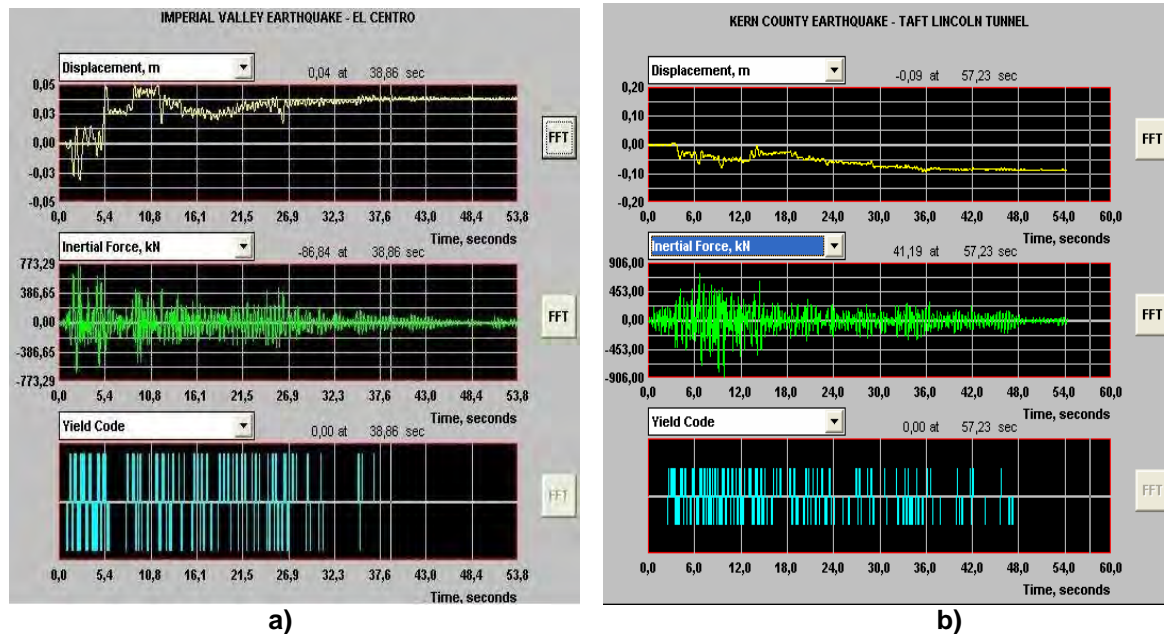 IMPERIAL VALLEY EARTHQUAKE - EL CENTRO
Displacement, m
0,04 at 38,86 sec
0,05
0,03
0,00
-0,03
-0,05
0,0 5,4 10,8 16,1 21,5 26,9 32,3 37,6 43,0 48,4 53,8
Time, seconds
FFT
Inertial Force, kN
-86,84 at 38,86 sec
773,29
386,65
0,00
-386,65
-773,29
0,0 5,4 10,8 16,1 21,5 26,9 32,3 37,6 43,0 48,4 53,8
Time, seconds
FFT
Yield Code
0,00 at 38,86 sec
0,0 5,4 10,8 16,1 21,5 26,9 32,3 37,6 43,0 48,4 53,8
Time, seconds
FFT
a)
KERN COUNTY EARTHQUAKE - TAFT LINCOLN TUNNEL
Displacement, m
-0,09 at 57,23 sec
0,20
0,10
0,00
-0,10
-0,20
0,0 6,0 12,0 18,0 24,0 30,0 36,0 42,0 48,0 54,0 60,0
Time, seconds
FFT
Inertial Force, kN
41,19 at 57,23 sec
906,00
453,00
0,00
-453,00
-906,00
0,0 6,0 12,0 18,0 24,0 30,0 36,0 42,0 48,0 54,0 60,0
Time, seconds
FFT
Yield Code
0,00 at 57,23 sec
0,0 6,0 12,0 18,0 24,0 30,0 36,0 42,0 48,0 54,0 60,0
Time, seconds
FFT
b)